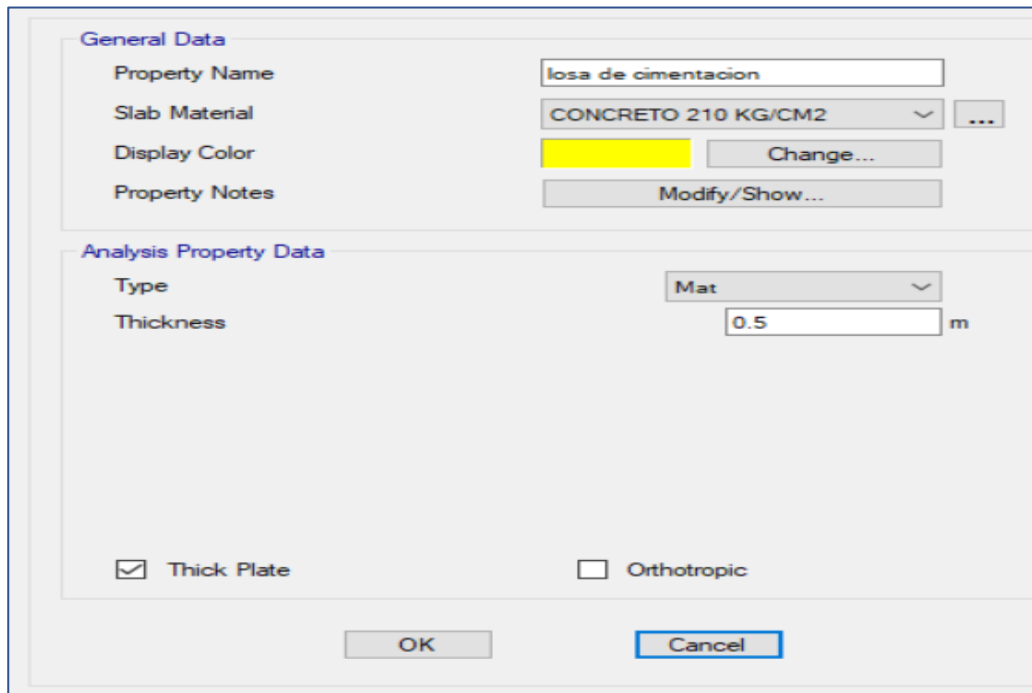 General Data
Property Name losa de cimentacion
Slab Material CONCRETO 210 KG/CM2 ...
Display Color Change...
Property Notes Modify/Show...
Analysis Property Data
Type Mat
Thickness 0.5 m
Thick Plate Orthotropic
OK Cancel